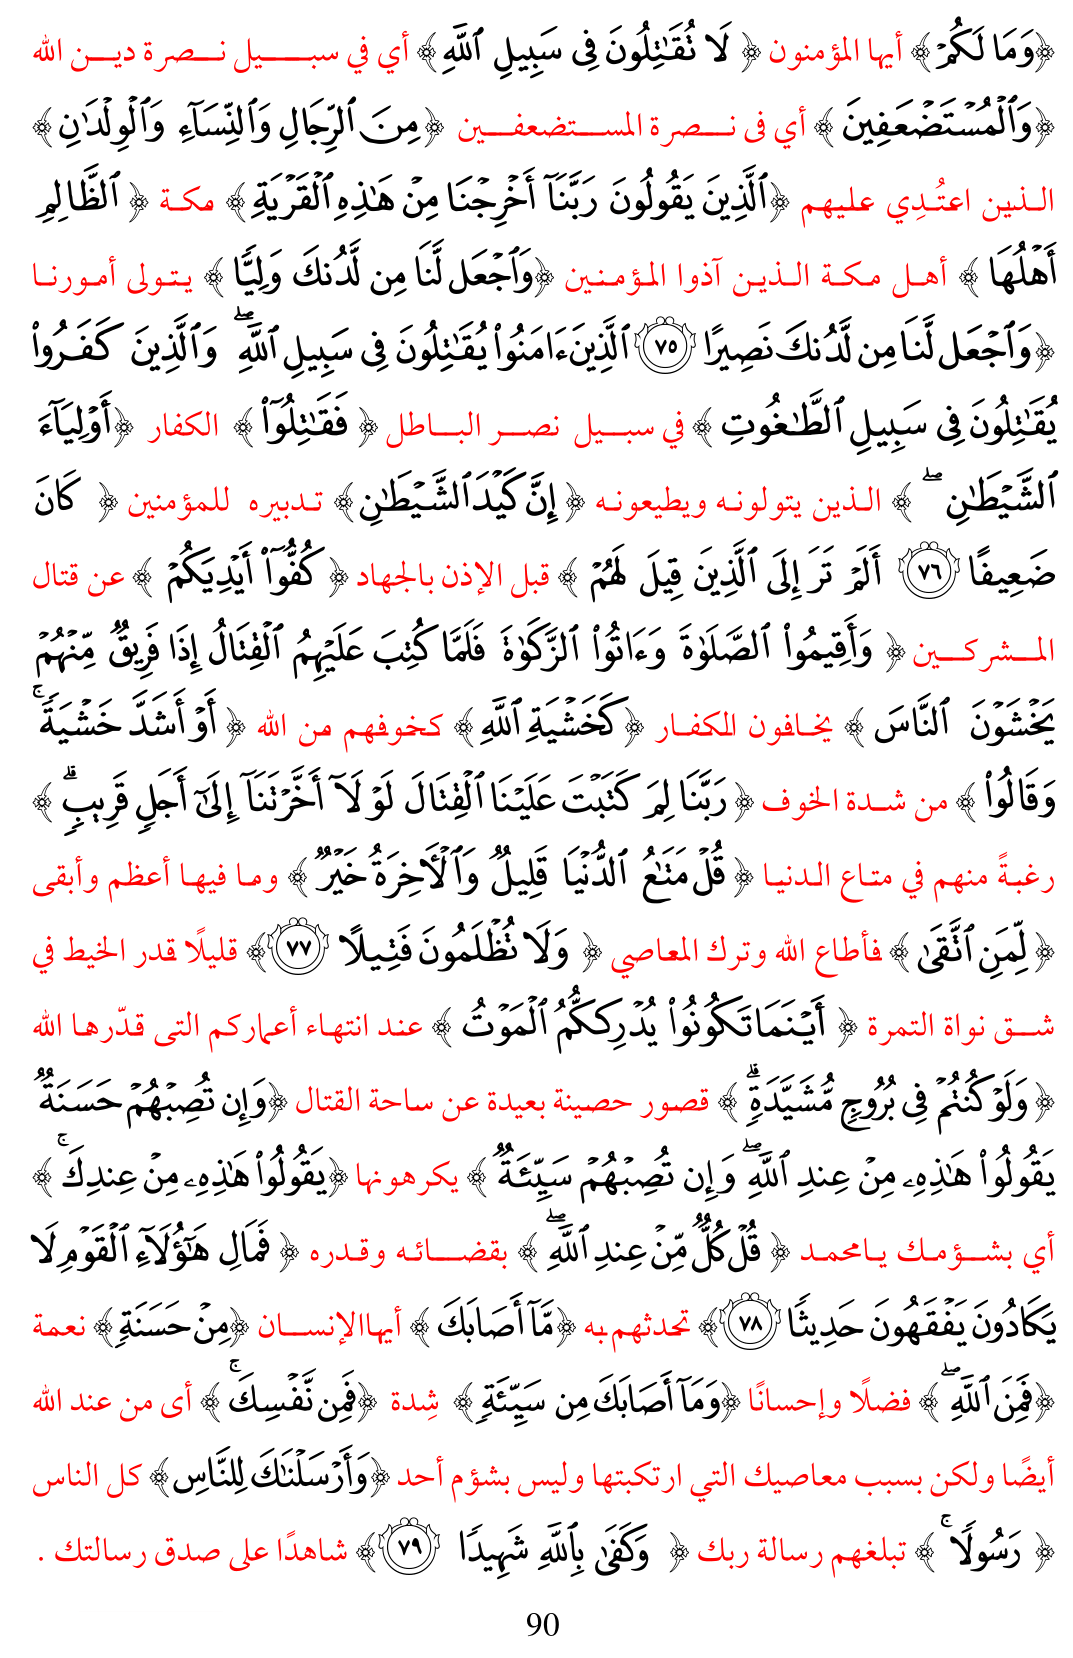 ﴿وَمَا لَكُمْ﴾ أيها المؤمنون ﴿ لَا تُقَٰتِلُونَ فِى سَبِيلِ ٱللَّهِ﴾ أي في سبيل نصرة دين الله
﴿وَٱلْمُسْتَضْعَفِينَ ﴾ أي فى نصرة المستضعفين ﴿مِنَ ٱلرِّجَالِ وَٱلنِّسَآءِ وَٱلْوِلْدَٰنِ﴾
الذين اعتُدِي عليهم ﴿ٱلَّذِينَ يَقُولُونَ رَبَّنَآ أَخْرِجْنَا مِنْ هَٰذِهِ ٱلْقَرْيَةِ﴾ مكة ﴿ ٱلظَّالِمِ
أَهْلُهَا ﴾ أهل مكة الذين آذوا المؤمنين ﴿وَٱجْعَل لَّنَا مِن لَّدُنكَ وَلِيًّا ﴾ يتولى أمورنا
﴿وَٱجْعَل لَّنَا مِن لَّدُنكَ نَصِيرًا ٧٥ ٱلَّذِينَ ءَامَنُوا۟ يُقَٰتِلُونَ فِى سَبِيلِ ٱللَّهِ ۖ وَٱلَّذِينَ كَفَرُوا۟
يُقَٰتِلُونَ فِى سَبِيلِ ٱلطَّٰغُوتِ ﴾ في سبيل نصر الباطل ﴿ فَقَٰتِلُوٓا۟ ﴾ الكفار ﴿أَوْلِيَآءَ
ٱلشَّيْطَٰنِ ۖ ﴾ الذين يتولونه ويطيعونه ﴿ إِنَّ كَيْدَ ٱلشَّيْطَٰنِ﴾ تدبيره للمؤمنين ﴿ كَانَ
ضَعِيفًا ٧٦ أَلَمْ تَرَ إِلَى ٱلَّذِينَ قِيلَ لَهُمْ ﴾ قبل الإذن بالجهاد ﴿ كُفُّوٓا۟ أَيْدِيَكُمْ ﴾ عن قتال
المشركين ﴿ وَأَقِيمُوا۟ ٱلصَّلَوٰةَ وَءَاتُوا۟ ٱلزَّكَوٰةَ فَلَمَّا كُتِبَ عَلَيْهِمُ ٱلْقِتَالُ إِذَا فَرِيقٌ مِّنْهُمْ
يَخْشَوْنَ ٱلنَّاسَ ﴾ يخافون الكفار ﴿كَخَشْيَةِ ٱللَّهِ﴾ كخوفهم من الله ﴿ أَوْ أَشَدَّ خَشْيَةً ۚ
وَقَالُوا۟ ﴾ من شدة الخوف ﴿ رَبَّنَا لِمَ كَتَبْتَ عَلَيْنَا ٱلْقِتَالَ لَوْلَآ أَخَّرْتَنَآ إِلَىٰٓ أَجَلٍ قَرِيبٍ ۗ ﴾
رغبةً منهم في متاع الدنيا ﴿ قُلْ مَتَٰعُ ٱلدُّنْيَا قَلِيلٌ وَٱلْءَاخِرَةُ خَيْرٌ ﴾ وما فيها أعظم وأبقى
﴿ لِّمَنِ ٱتَّقَىٰ ﴾ فأطاع الله وترك المعاصي ﴿ وَلَا تُظْلَمُونَ فَتِيلًا ٧٧﴾ قليلًا قدر الخيط في
شق نواة التمرة ﴿ أَيْنَمَا تَكُونُوا۟ يُدْرِككُّمُ ٱلْمَوْتُ ﴾ عند انتهاء أعماركم التى قدّرها الله
﴿ وَلَوْ كُنتُمْ فِى بُرُوجٍ مُّشَيَّدَةٍ ۗ ﴾ قصور حصينة بعيدة عن ساحة القتال ﴿وَإِن تُصِبْهُمْ حَسَنَةٌ
يَقُولُوا۟ هَٰذِهِۦ مِنْ عِندِ ٱللَّهِ ۖ وَإِن تُصِبْهُمْ سَيِّئَةٌ ﴾ يكرهونها ﴿يَقُولُوا۟ هَٰذِهِۦ مِنْ عِندِكَ ۚ ﴾
أي بشؤمك يامحمد ﴿ قُلْ كُلٌّ مِّنْ عِندِ ٱللَّهِ ۖ ﴾ بقضائه وقدره ﴿ فَمَالِ هَٰٓؤُلَآءِ ٱلْقَوْمِ لَا
يَكَادُونَ يَفْقَهُونَ حَدِيثًا ٧٨﴾ تحدثهم به ﴿مَّآ أَصَابَكَ ﴾ أيها الإنسان ﴿مِنْ حَسَنَةٍ﴾ نعمة
﴿فَمِنَ ٱللَّهِ ۖ ﴾ فضلًا وإحسانًا ﴿وَمَآ أَصَابَكَ مِن سَيِّئَةٍ﴾ شِدة ﴿فَمِن نَّفْسِكَ ۚ ﴾ أى من عند الله
أيضًا ولكن بسبب معاصيك التي ارتكبتها وليس بشؤم أحد ﴿وَأَرْسَلْنَٰكَ لِلنَّاسِ﴾ كل الناس
﴿ رَسُولًا ۚ ﴾ تبلغهم رسالة ربك ﴿ وَكَفَىٰ بِٱللَّهِ شَهِيدًا ٧٩﴾ شاهدًا على صدق رسالتك .
90